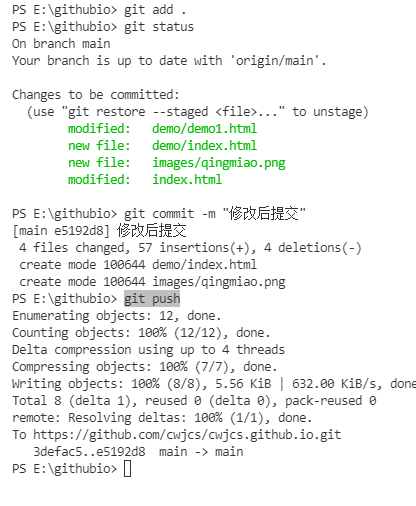 PS E:\githubio> git add .
PS E:\githubio> git status
On branch main
Your branch is up to date with 'origin/main'.
Changes to be committed:
(use "git restore --staged <file>..." to unstage)
modified:   demo/demo1.html
new file:   demo/index.html
new file:   images/qingmiao.png
modified:   index.html
PS E:\githubio> git commit -m "修改后提交"
[main e5192d8] 修改后提交
4 files changed, 57 insertions(+), 4 deletions(-)
create mode 100644 demo/index.html
create mode 100644 images/qingmiao.png
PS E:\githubio> git push
Enumerating objects: 12, done.
Counting objects: 100% (12/12), done.
Delta compression using up to 4 threads
Compressing objects: 100% (7/7), done.
Writing objects: 100% (8/8), 5.56 KiB | 632.00 KiB/s, done
Total 8 (delta 1), reused 0 (delta 0), pack-reused 0
remote: Resolving deltas: 100% (1/1), done.
To https://github.com/cwjcs/cwjcs.github.io.git
3defac5..e5192d8  main -> main
PS E:\githubio>